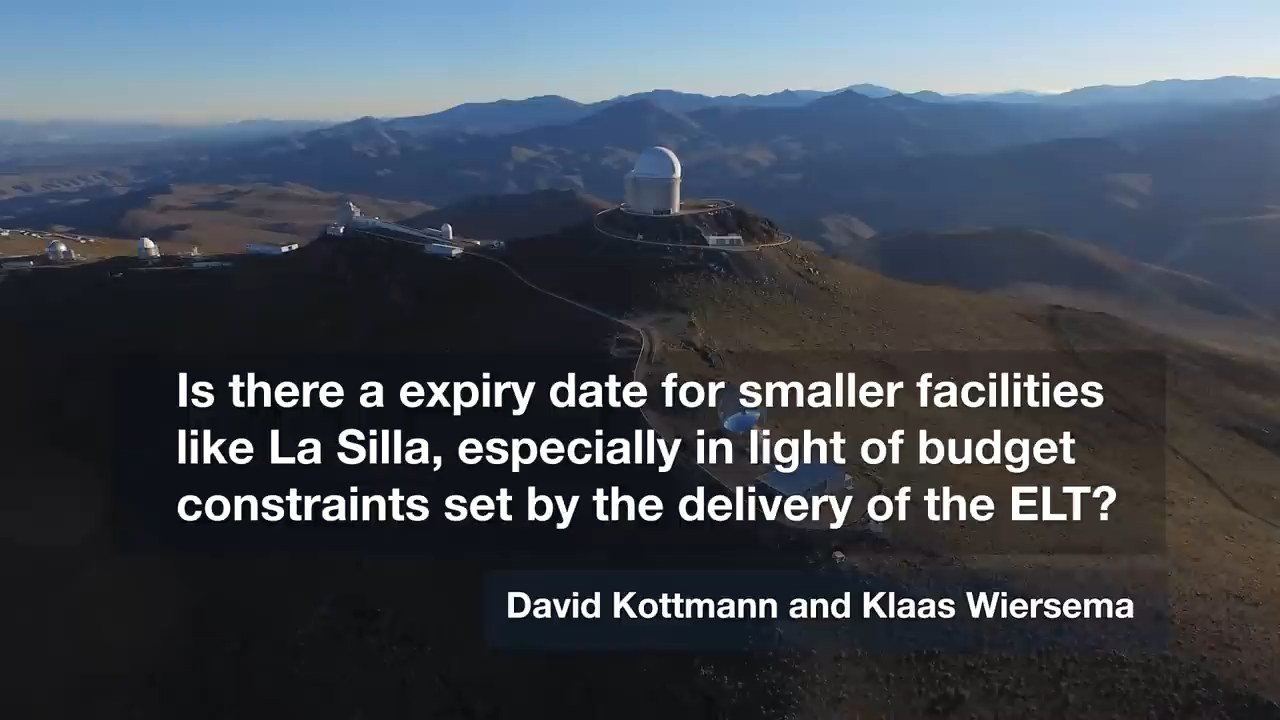 Is there a expiry date for smaller facilities
like La Silla, especially in light of budget
constraints set by the delivery of the ELT?
David Kottmann and Klaas Wiersema